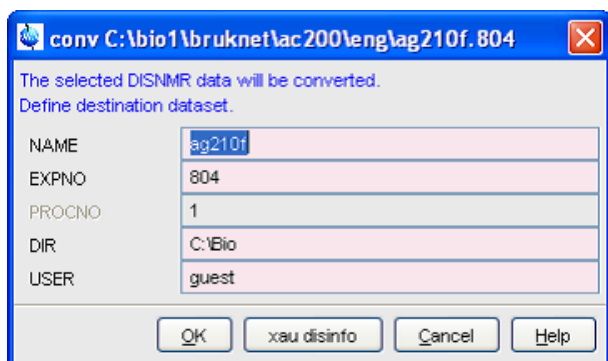 conv C:\bio1\bruknet\ac200\eng\ag210f.804
The selected DISNMR data will be converted.
Define destination dataset.
NAME ag210f
EXPNO 804
PROCNO 1
DIR C:\Bio
USER guest
OK xau disinfo Cancel Help